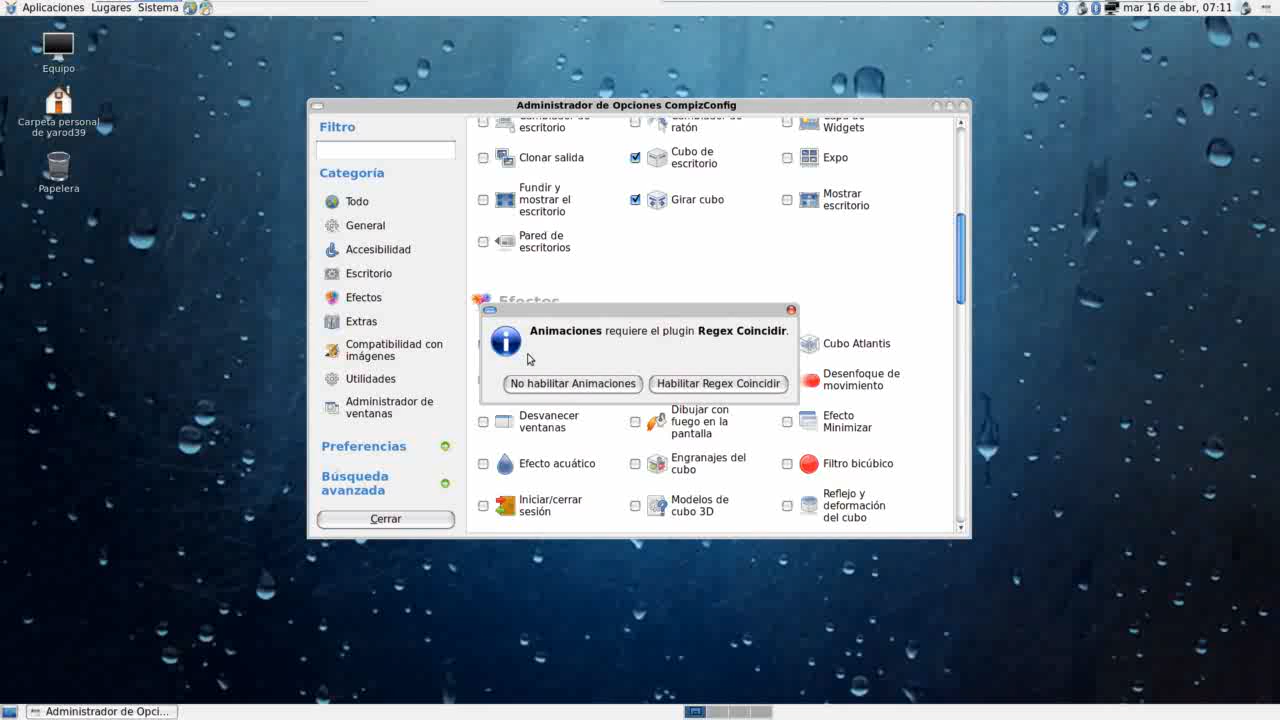 Aplicaciones Lugares Sistema
mar 16 de abr, 07:11
Equipo
Carpeta personal
de yarod39
Papelera
Administrador de Opciones CompizConfig
Filtro
Categoría
Todo
General
Accesibilidad
Escritorio
Efectos
Extras
Compatibilidad con
imágenes
Utilidades
Administrador de
ventanas
Preferencias
Búsqueda
avanzada
Cerrar
escritorio
ratón
Widgets
Clonar salida
Cubo de
escritorio
Expo
Fundir y
mostrar el
escritorio
Girar cubo
Mostrar
escritorio
Pared de
escritorios
Efectos
Animaciones requiere el plugin Regex Coincidir.
No habilitar Animaciones
Habilitar Regex Coincidir
Cubo Atlantis
Desenfoque de
movimiento
Desvanecer
ventanas
Dibujar con
fuego en la
pantalla
Efecto
Minimizar
Efecto acuático
Engranajes del
cubo
Filtro bicúbico
Iniciar/cerrar
sesión
Modelos de
cubo 3D
Reflejo y
deformación
del cubo
Administrador de Opci...